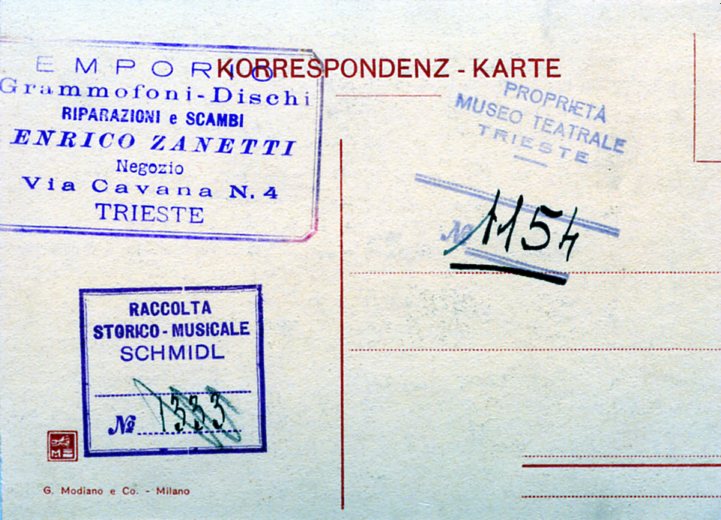 KORRESPONDENZ - KARTE
EMPORIO
Grammofoni-Dischi
RIPARAZIONI e SCAMBI
ENRICO ZANETTI
Negozio
Via Cavana N. 4
TRIESTE
PROPRIETÀ
MUSEO TEATRALE
TRIESTE
№ 1154
RACCOLTA
STORICO-MUSICALE
SCHMIDL
№ 1333
G. Modiano e Co. - Milano